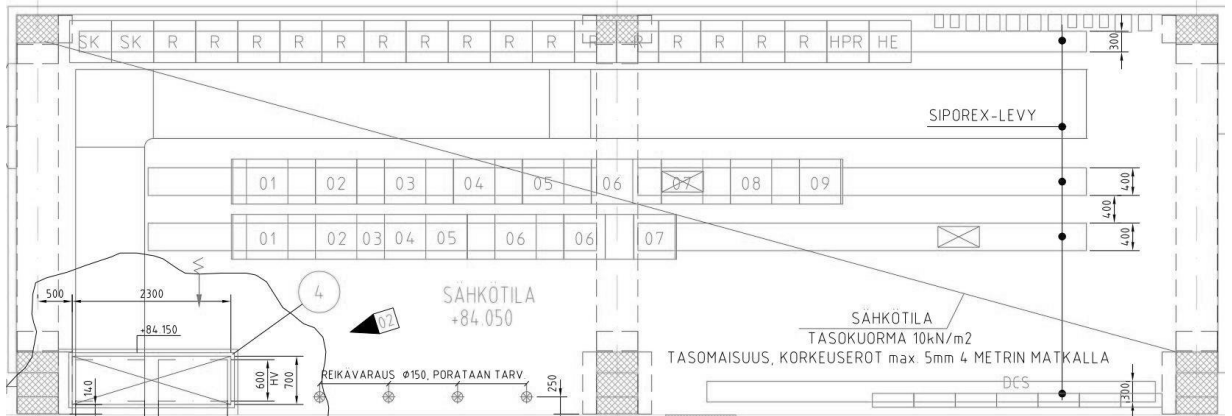 SK SK R R R R R R R R R R R R R R R R HPR HE
300
SIPOREX-LEVY
01 02 03 04 05 06 07 08 09
400
400
01 02 03 04 05 06 06 07
400
500 2300
4
SÄHKÖTILA
+84.050
02
+84.150
SÄHKÖTILA
TASOKUORMA 10kN/m2
TASOMAISUUS, KORKEUSEROT max. 5mm 4 METRIN MATKALLA
140
600
HV
700
REIKAVARAUS Ø150, PORATAAN TARV.
250
DCS
300